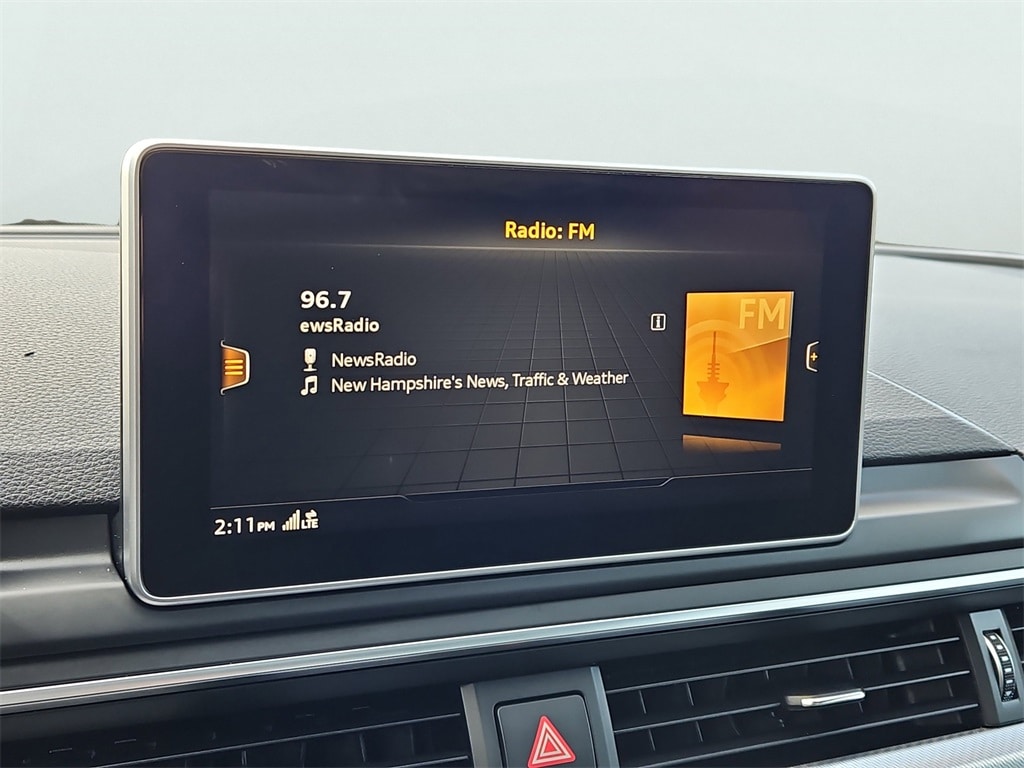 Radio: FM
96.7
ewsRadio
NewsRadio
New Hampshire's News, Traffic & Weather
FM
2:11PM LTE